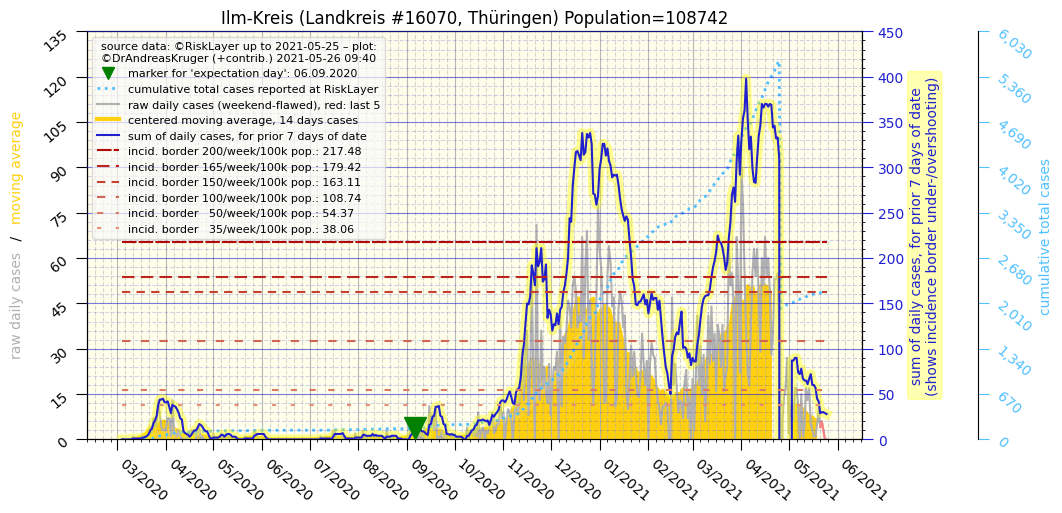 Ilm-Kreis (Landkreis #16070, Thüringen) Population=108742
source data: ©RiskLayer up to 2021-05-25 – plot:
©DrAndreasKruger (+contrib.) 2021-05-26 09:40
marker for 'expectation day': 06.09.2020
cumulative total cases reported at RiskLayer
raw daily cases (weekend-flawed), red: last 5
centered moving average, 14 days cases
sum of daily cases, for prior 7 days of date
incid. border 200/week/100k pop.: 217.48
incid. border 165/week/100k pop.: 179.42
incid. border 150/week/100k pop.: 163.11
incid. border 100/week/100k pop.: 108.74
incid. border   50/week/100k pop.: 54.37
incid. border   35/week/100k pop.: 38.06
raw daily cases / moving average
135
120
105
90
75
60
45
30
15
0
03/2020
04/2020
05/2020
06/2020
07/2020
08/2020
09/2020
10/2020
11/2020
12/2020
01/2021
02/2021
03/2021
04/2021
05/2021
06/2021
450
400
350
300
250
200
150
100
50
0
sum of daily cases, for prior 7 days of date
(shows incidence border under-/overshooting)
6,030
5,360
4,690
4,020
3,350
2,680
2,010
1,340
670
0
cumulative total cases